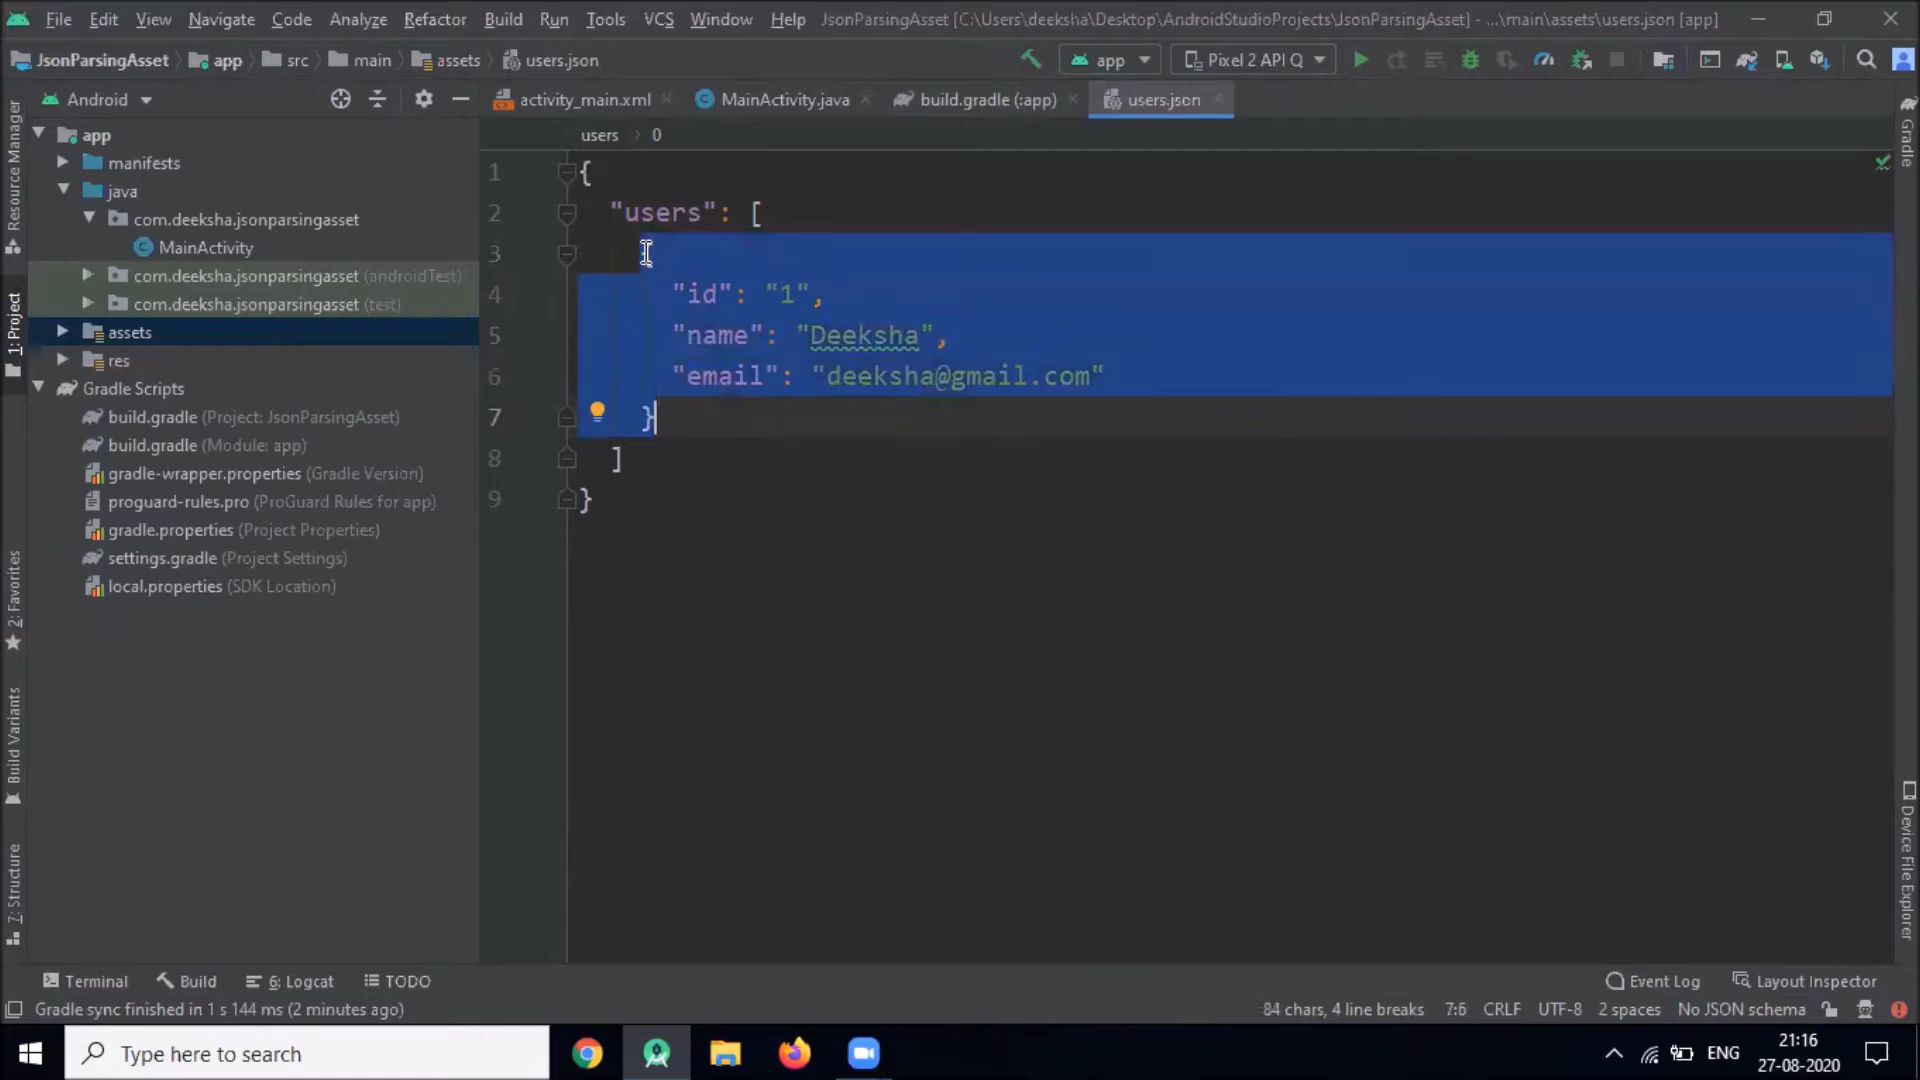 File Edit View Navigate Code Analyze Refactor Build Run Tools VCS Window Help JsonParsingAsset [C:\Users\deeksha\Desktop\AndroidStudioProjects\JsonParsingAsset] - ...\main\assets\users.json [app]
JsonParsingAsset app src main assets users.json app Pixel 2 API Q
Android activity_main.xml MainActivity.java build.gradle (:app) users.json
users 0
app
manifests
java
com.deeksha.jsonparsingasset
MainActivity
com.deeksha.jsonparsingasset (androidTest)
com.deeksha.jsonparsingasset (test)
assets
res
Gradle Scripts
build.gradle (Project: JsonParsingAsset)
build.gradle (Module: app)
gradle-wrapper.properties (Gradle Version)
proguard-rules.pro (ProGuard Rules for app)
gradle.properties (Project Properties)
settings.gradle (Project Settings)
local.properties (SDK Location)
1 {
2 "users": [
3
4 "id": "1",
5 "name": "Deeksha",
6 "email": "deeksha@gmail.com"
7 }
8 ]
9 }
Resource Manager
1: Project
2: Favorites
Build Variants
7: Structure
Gradle
Device File Explorer
Terminal Build 6: Logcat TODO Event Log Layout Inspector
Gradle sync finished in 1 s 144 ms (2 minutes ago) 84 chars, 4 line breaks 7:6 CRLF UTF-8 2 spaces No JSON schema
Type here to search ENG 21:16
27-08-2020